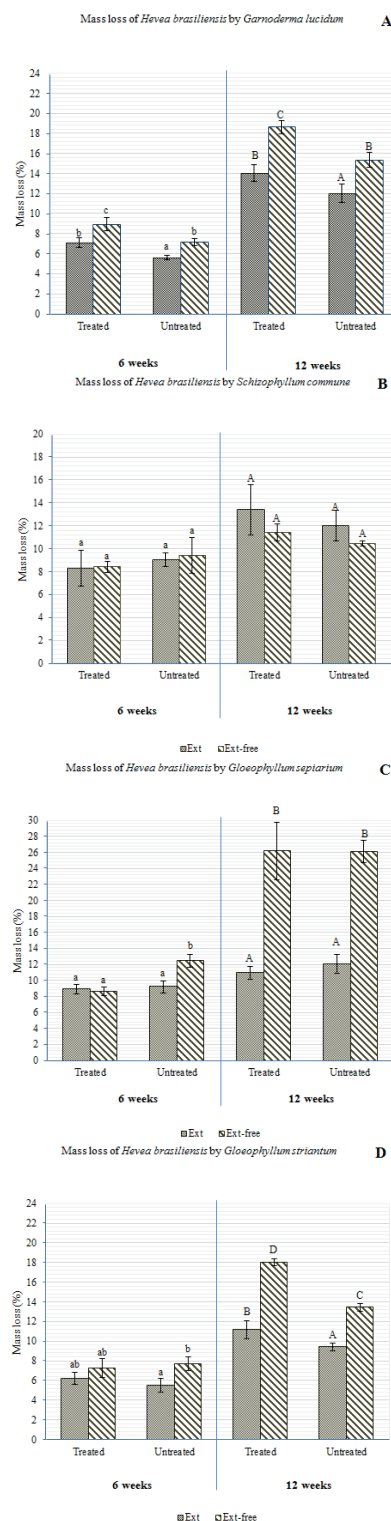 Mass loss of Hevea brasiliensis by Garnoderma lucidum A
24
22
20
18
16
14
12
10
8
6
4
2
0
Mass loss (%)
b c a b B C A B
Treated Untreated Treated Untreated
6 weeks 12 weeks
Mass loss of Hevea brasiliensis by Schizophyllum commune B
20
18
16
14
12
10
8
6
4
2
0
Mass loss (%)
a a a a A A A A
Treated Untreated Treated Untreated
6 weeks 12 weeks
Ext Ext-free
Mass loss of Hevea brasiliensis by Gloeophyllum sepiarium C
30
28
26
24
22
20
18
16
14
12
10
8
6
4
2
0
Mass loss (%)
a a a b A B A B
Treated Untreated Treated Untreated
6 weeks 12 weeks
Ext Ext-free
Mass loss of Hevea brasiliensis by Gloeophyllum striantum D
24
22
20
18
16
14
12
10
8
6
4
2
0
Mass loss (%)
ab ab a b B D A C
Treated Untreated Treated Untreated
6 weeks 12 weeks
Ext Ext-free